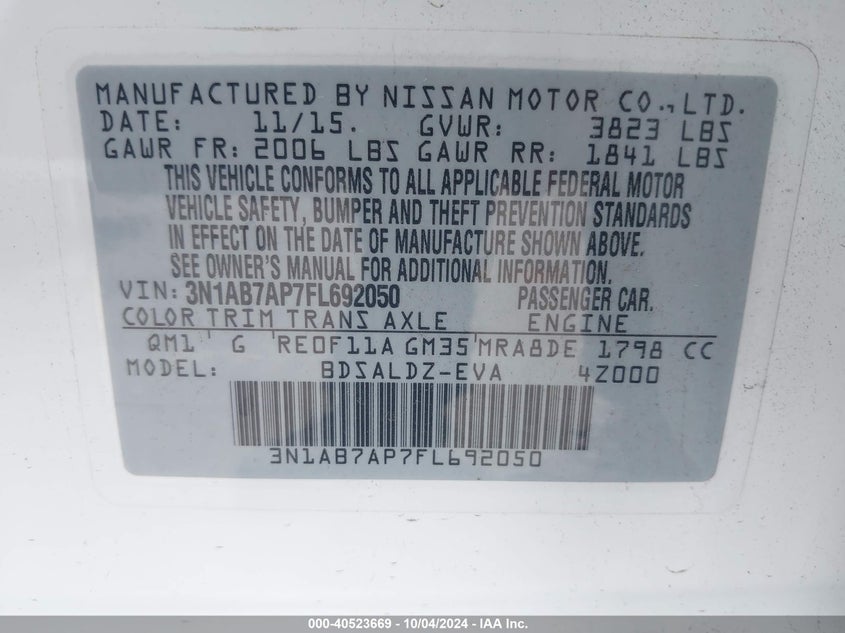 MANUFACTURED BY NISSAN MOTOR CO., LTD.
DATE: 11/15. GVWR: 3823 LBS
GAWR FR: 2006 LBS GAWR RR: 1841 LBS
THIS VEHICLE CONFORMS TO ALL APPLICABLE FEDERAL MOTOR
VEHICLE SAFETY, BUMPER AND THEFT PREVENTION STANDARDS
IN EFFECT ON THE DATE OF MANUFACTURE SHOWN ABOVE.
SEE OWNER'S MANUAL FOR ADDITIONAL INFORMATION.
VIN: 3N1AB7AP7FL692050 PASSENGER CAR.
COLOR TRIM TRANS AXLE ENGINE
QM1 G RE0F11A GM35 MRA8DE 1798 CC
MODEL: BDSALDZ-EVA 4Z000
3N1AB7AP7FL692050
000-40523669 - 10/04/2024 - IAA Inc.